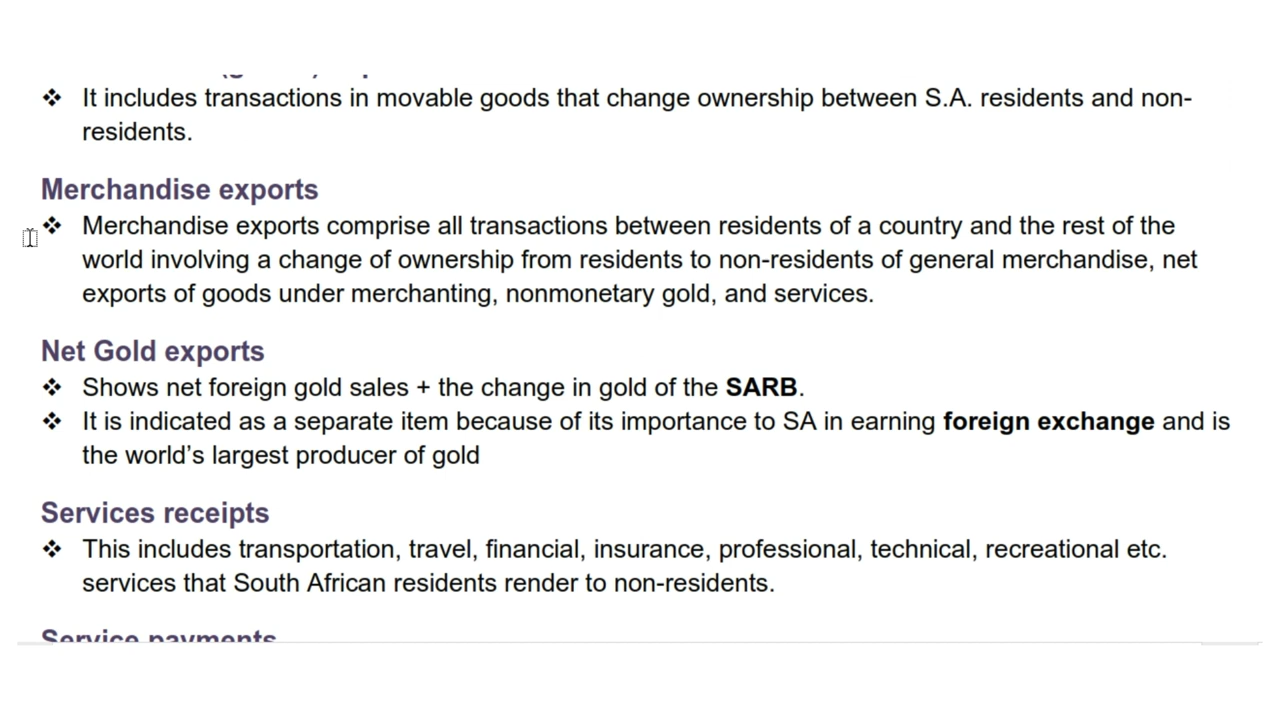 ❖ It includes transactions in movable goods that change ownership between S.A. residents and non-
residents.
Merchandise exports
❖ Merchandise exports comprise all transactions between residents of a country and the rest of the
world involving a change of ownership from residents to non-residents of general merchandise, net
exports of goods under merchanting, nonmonetary gold, and services.
Net Gold exports
❖ Shows net foreign gold sales + the change in gold of the SARB.
❖ It is indicated as a separate item because of its importance to SA in earning foreign exchange and is
the world’s largest producer of gold
Services receipts
❖ This includes transportation, travel, financial, insurance, professional, technical, recreational etc.
services that South African residents render to non-residents.
Service payments